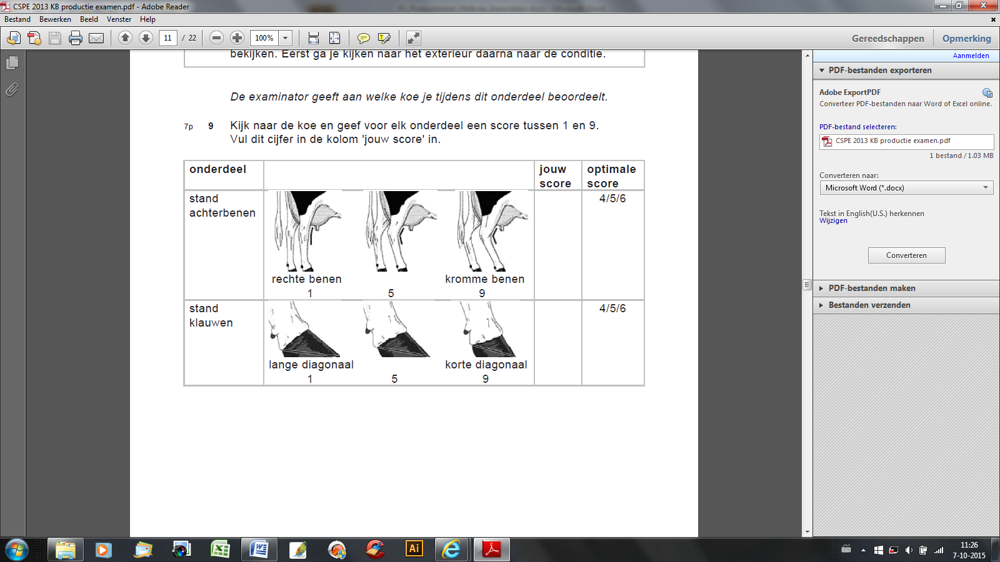 CSPE 2013 KB productie examen.pdf - Adobe Reader
Bestand Bewerken Beeld Venster Help
11 / 22 100% Gereedschappen Opmerking
Aanmelden
bekijken. Eerst ga je kijken naar het exterieur daarna naar de conditie.
De examinator geeft aan welke koe je tijdens dit onderdeel beoordeelt.
7p 9 Kijk naar de koe en geef voor elk onderdeel een score tussen 1 en 9.
Vul dit cijfer in de kolom 'jouw score' in.
onderdeel jouw score optimale score
stand achterbenen 4/5/6
rechte benen kromme benen
1 5 9
stand klauwen 4/5/6
lange diagonaal korte diagonaal
1 5 9
PDF-bestanden exporteren
Adobe ExportPDF
Converteer PDF-bestanden naar Word of Excel online.
PDF-bestand selecteren:
CSPE 2013 KB productie examen.pdf
1 bestand / 1.03 MB
Converteren naar:
Microsoft Word (*.docx)
Tekst in English(U.S.) herkennen
Wijzigen
Converteren
PDF-bestanden maken
Bestanden verzenden
Ai
11:26
7-10-2015